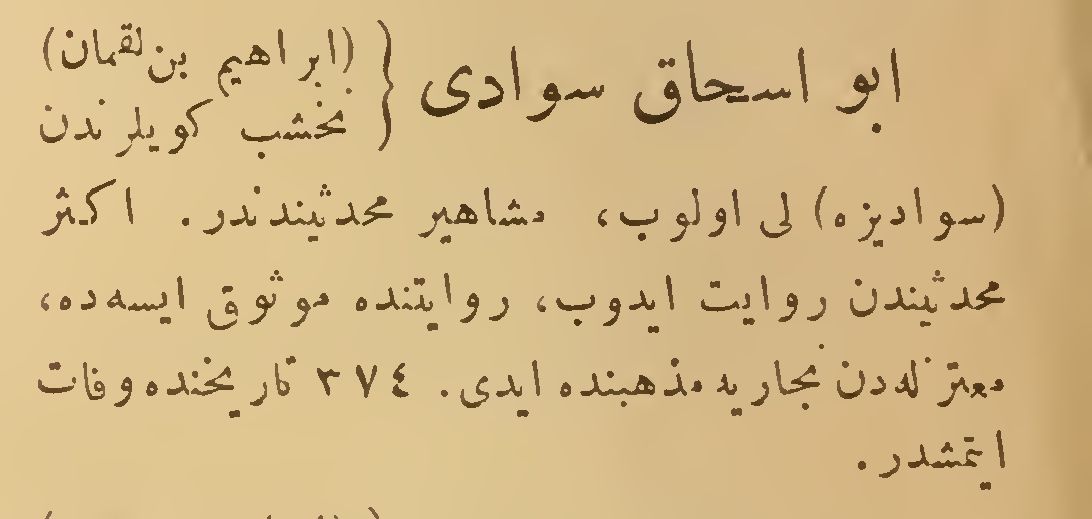 ابو اسحاق سوادی { (ابراهیم بن لقمان)
نخشب کویلرندن
(سوادیزه) لی اولوب، مشاهیر محدثیندندر. اکثر
محدثیندن روایت ایدوب، روایتنده موثوق ایسه‌ده،
معتزله‌دن نجاریه مذهبنده ایدی. ٣٧٤ تاریخنده وفات
ایتمشدر.